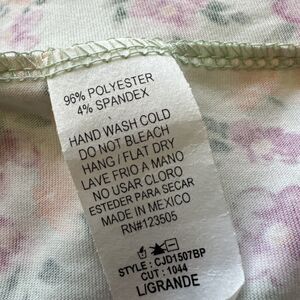 96% POLYESTER
4% SPANDEX
HAND WASH COLD
DO NOT BLEACH
HANG / FLAT DRY
LAVE FRIO A MANO
NO USAR CLORO
ESTEDER PARA SECAR
MADE IN MEXICO
RN#123505
STYLE : CJD1507BP
CUT : 1044
L/GRANDE